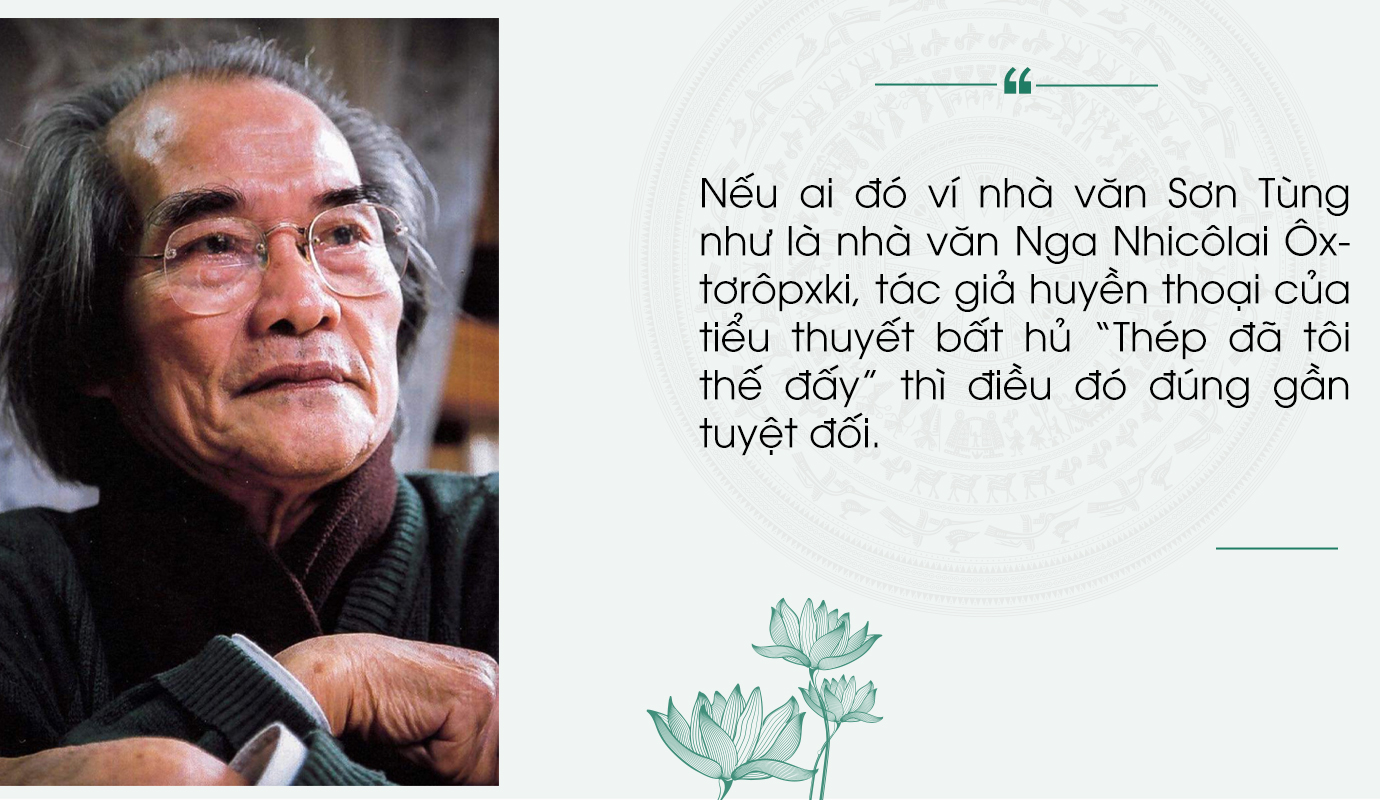 “
Nếu ai đó ví nhà văn Sơn Tùng
như là nhà văn Nga Nhicôlai Ôx-
tơrôpxki, tác giả huyền thoại của
tiểu thuyết bất hủ “Thép đã tôi
thế đấy” thì điều đó đúng gần
tuyệt đối.